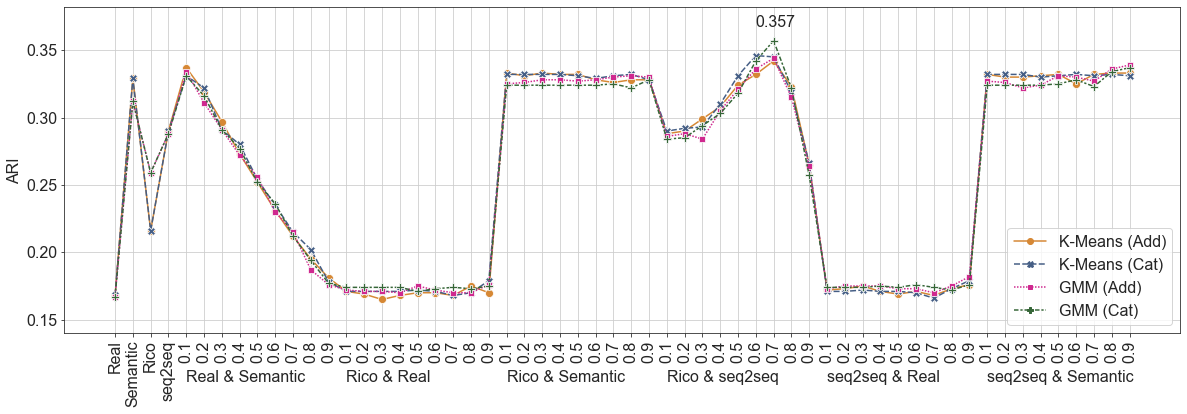 0.357
0.35
0.30
0.25
0.20
0.15
ARI
K-Means (Add)
K-Means (Cat)
GMM (Add)
GMM (Cat)
Real
Semantic
Rico
seq2seq
0.1 0.2 0.3 0.4 0.5 0.6 0.7 0.8 0.9
0.1 0.2 0.3 0.4 0.5 0.6 0.7 0.8 0.9
0.1 0.2 0.3 0.4 0.5 0.6 0.7 0.8 0.9
0.1 0.2 0.3 0.4 0.5 0.6 0.7 0.8 0.9
0.1 0.2 0.3 0.4 0.5 0.6 0.7 0.8 0.9
0.1 0.2 0.3 0.4 0.5 0.6 0.7 0.8 0.9
Real & Semantic
Rico & Real
Rico & Semantic
Rico & seq2seq
seq2seq & Real
seq2seq & Semantic